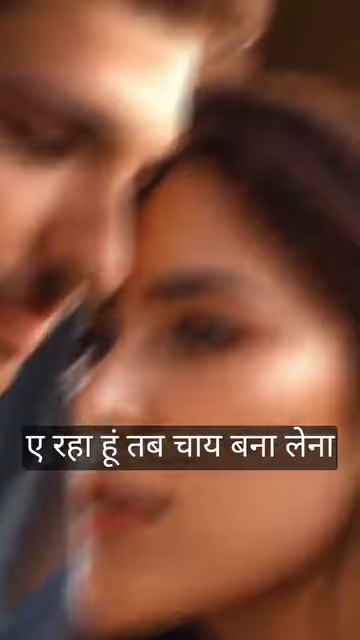 ए रहा हूं तब चाय बना लेना